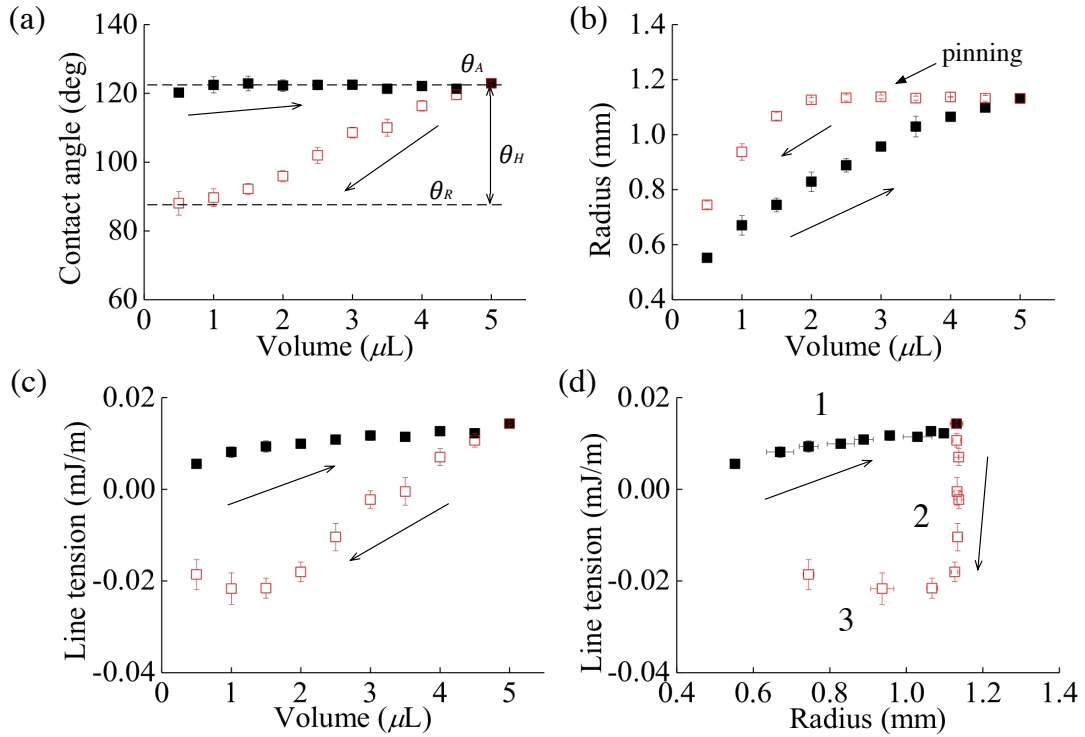 (a)
Contact angle (deg)
140
120
100
80
60
θA
θH
θR
0 1 2 3 4 5
Volume (μL)
(b)
Radius (mm)
1.4
1.2
1.0
0.8
0.6
0.4
pinning
0 1 2 3 4 5
Volume (μL)
(c)
Line tension (mJ/m)
0.02
0.00
-0.02
-0.04
0 1 2 3 4 5
Volume (μL)
(d)
Line tension (mJ/m)
0.02
0.00
-0.02
-0.04
1
2
3
0.4 0.6 0.8 1.0 1.2 1.4
Radius (mm)